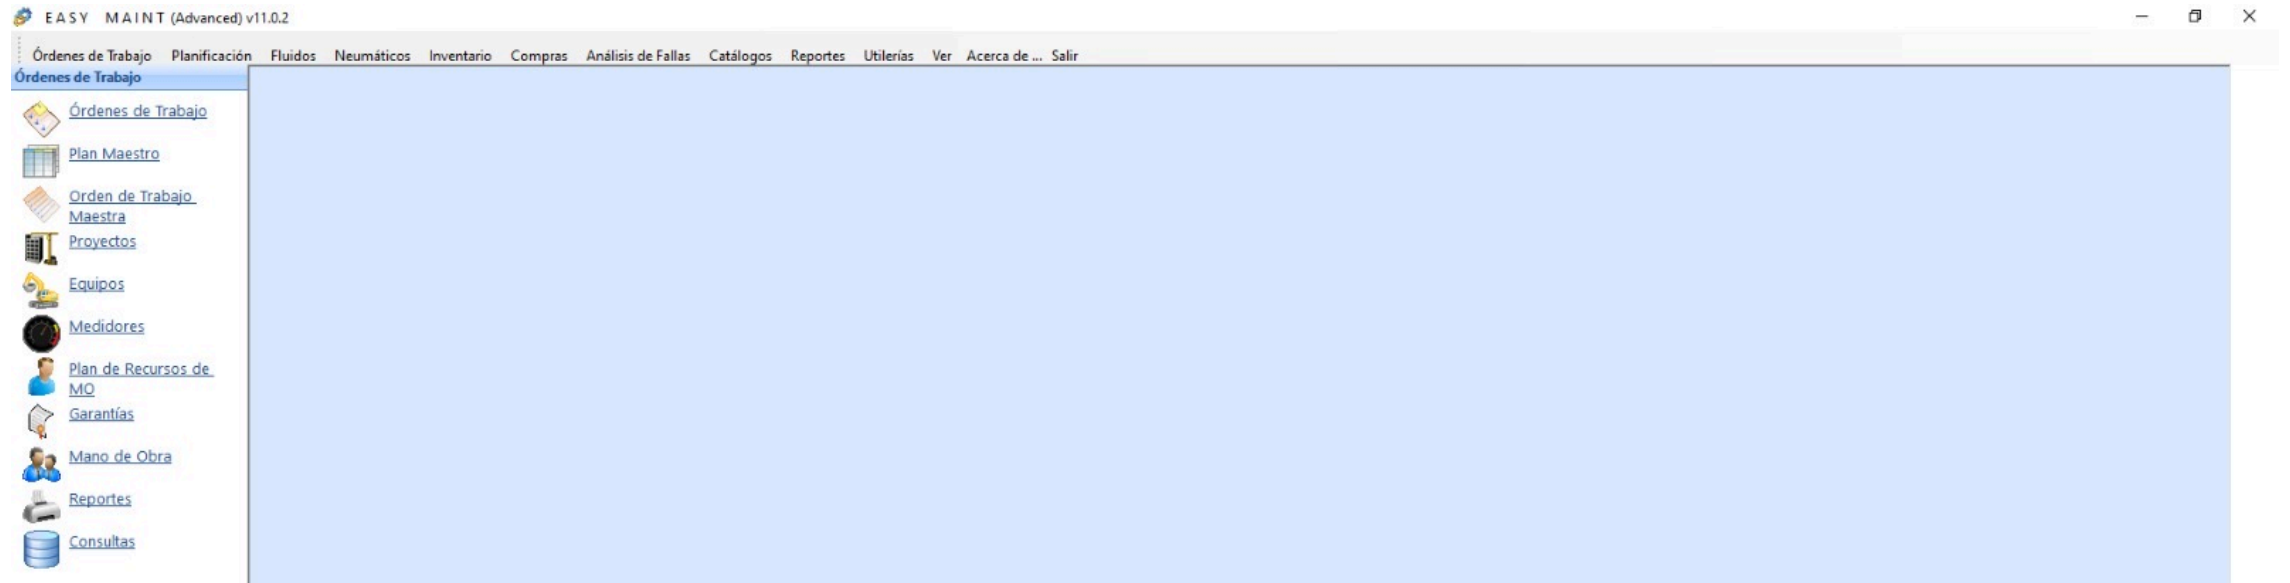 EASY MAINT (Advanced) v11.0.2
Órdenes de Trabajo Planificación Fluidos Neumáticos Inventario Compras Análisis de Fallas Catálogos Reportes Utilerías Ver Acerca de ... Salir
Órdenes de Trabajo
Órdenes de Trabajo
Plan Maestro
Orden de Trabajo
Maestra
Proyectos
Equipos
Medidores
Plan de Recursos de
MO
Garantías
Mano de Obra
Reportes
Consultas